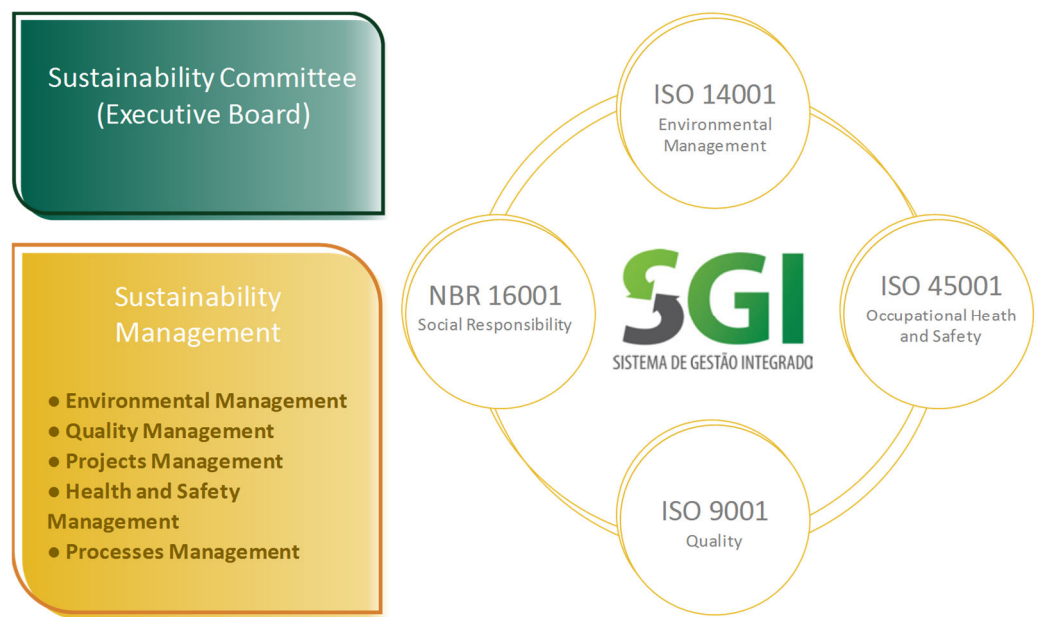 Sustainability Committee
(Executive Board)
Sustainability
Management
● Environmental Management
● Quality Management
● Projects Management
● Health and Safety
Management
● Processes Management
ISO 14001
Environmental
Management
NBR 16001
Social Responsibility
SGI
SISTEMA DE GESTÃO INTEGRADO
ISO 45001
Occupational Heath
and Safety
ISO 9001
Quality